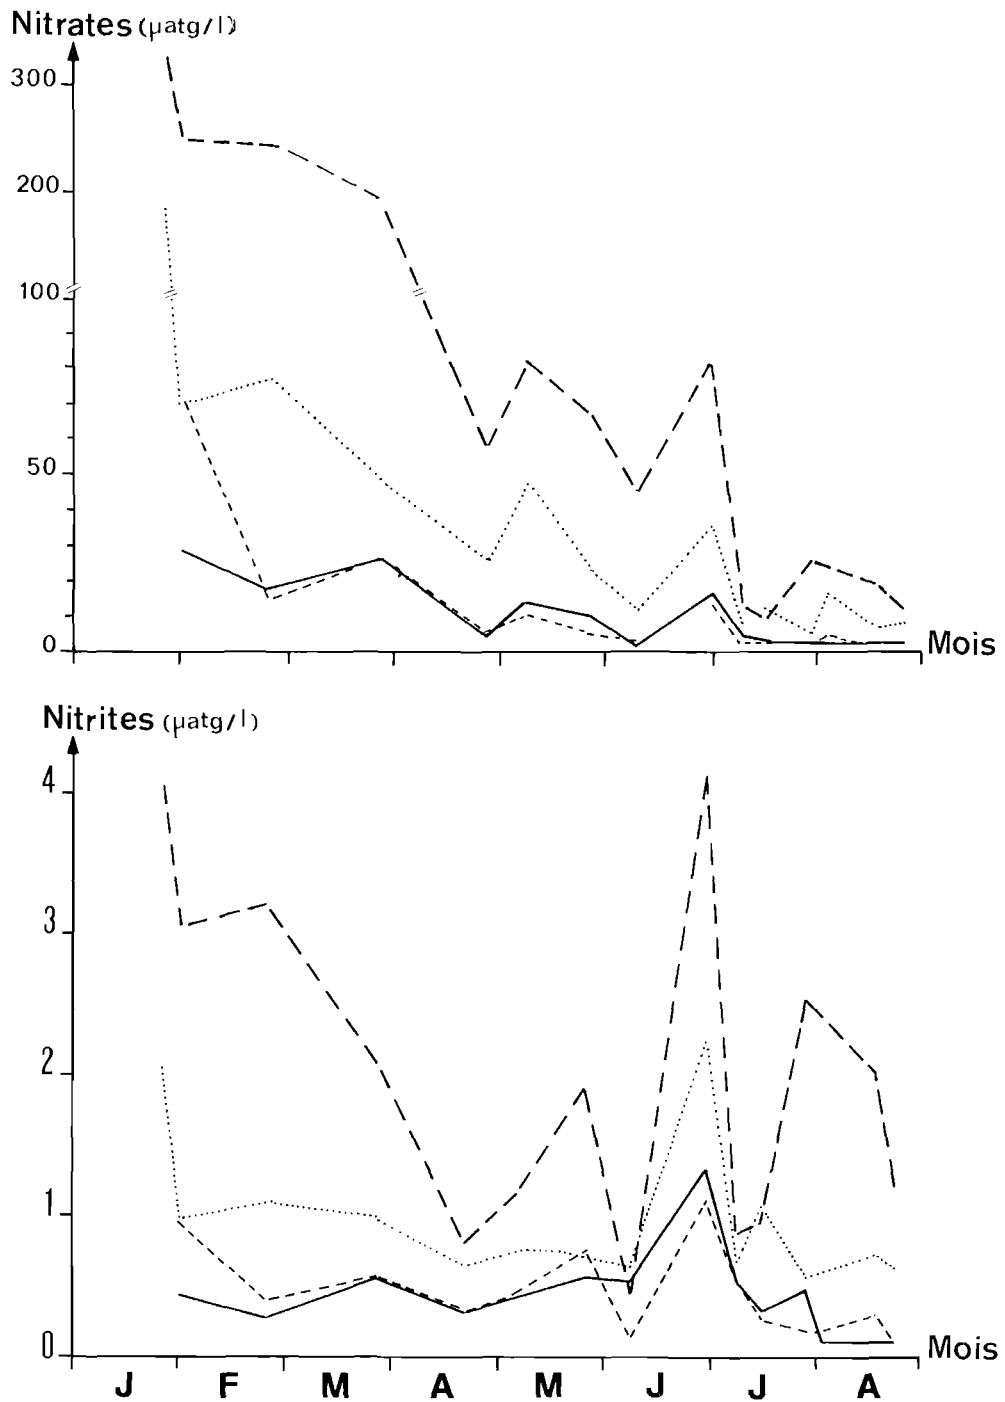 Nitrates (µatg/l)
300
200
100
50
0
Mois
Nitrites (µatg/l)
4
3
2
1
0
Mois
J F M A M J J A